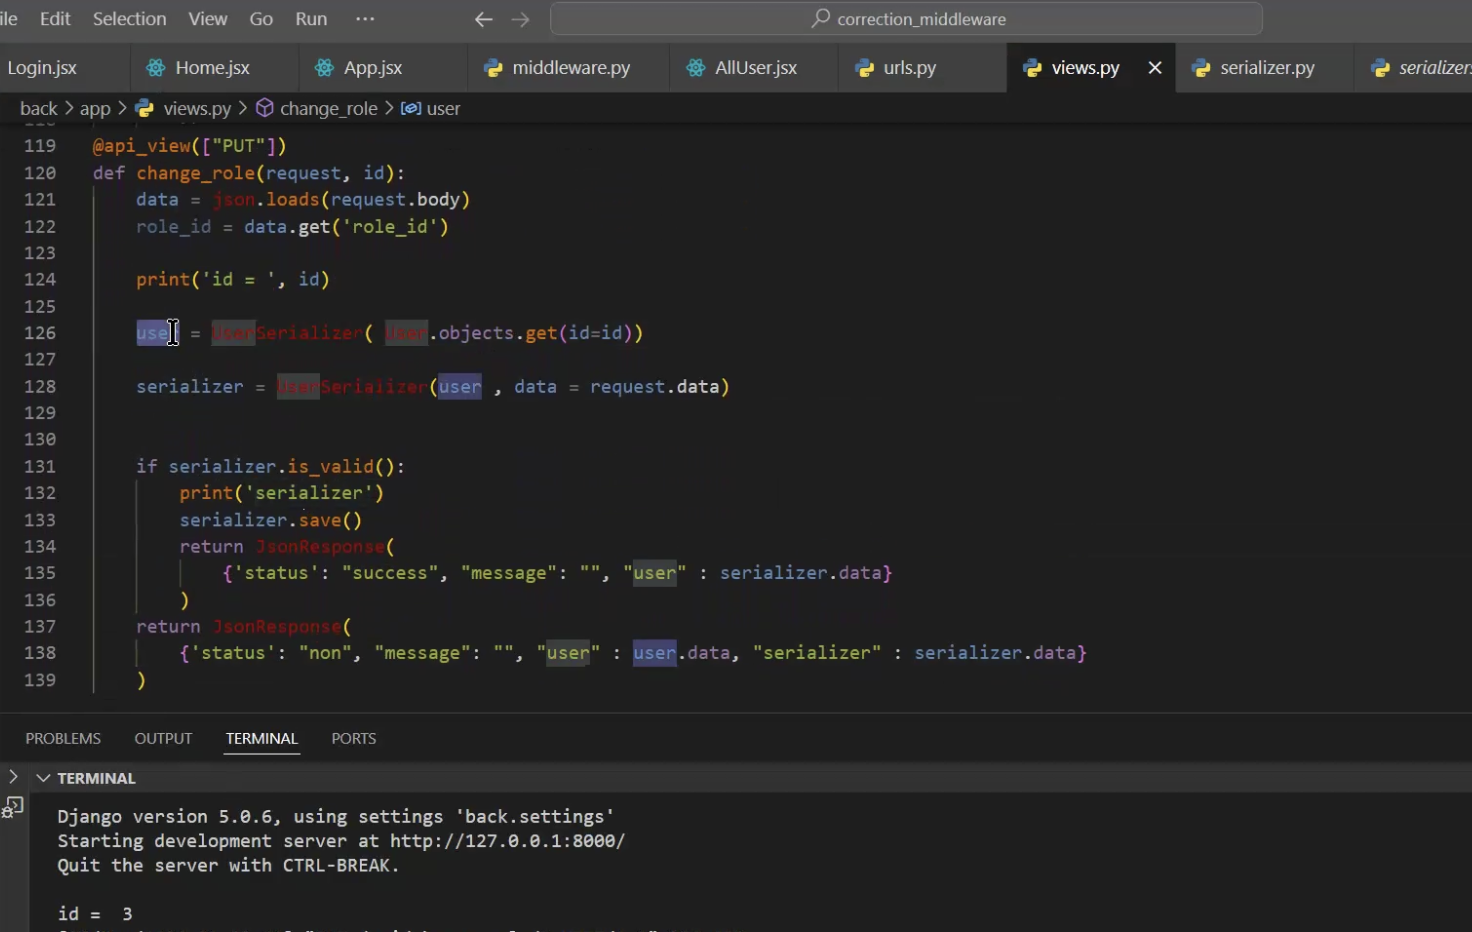 ile Edit Selection View Go Run ··· correction_middleware
Login.jsx Home.jsx App.jsx middleware.py AllUser.jsx urls.py views.py serializer.py serializers
back > app > views.py > change_role > user
119 @api_view(["PUT"])
120 def change_role(request, id):
121 data = json.loads(request.body)
122 role_id = data.get('role_id')
123
124 print('id = ', id)
125
126 user = UserSerializer( User.objects.get(id=id))
127
128 serializer = UserSerializer(user , data = request.data)
129
130
131 if serializer.is_valid():
132 print('serializer')
133 serializer.save()
134 return JsonResponse(
135 {'status': "success", "message": "", "user" : serializer.data}
136 )
137 return JsonResponse(
138 {'status': "non", "message": "", "user" : user.data, "serializer" : serializer.data}
139 )
PROBLEMS OUTPUT TERMINAL PORTS
TERMINAL
Django version 5.0.6, using settings 'back.settings'
Starting development server at http://127.0.0.1:8000/
Quit the server with CTRL-BREAK.
id = 3